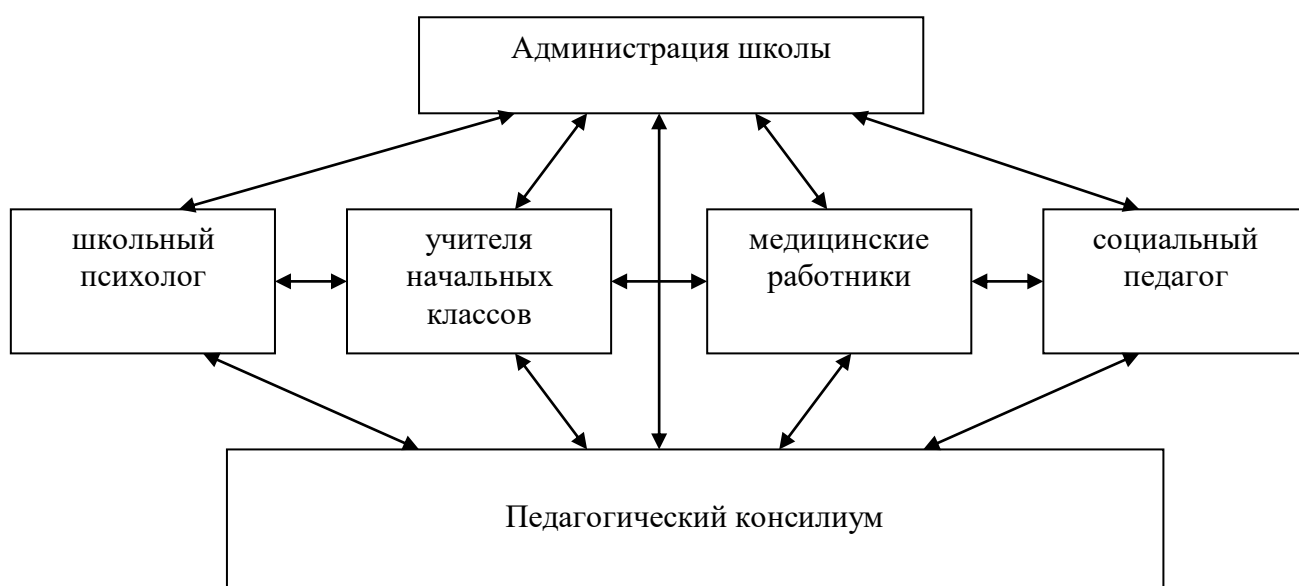 Администрация школы
школьный
психолог
учителя
начальных
классов
медицинские
работники
социальный
педагог
Педагогический консилиум